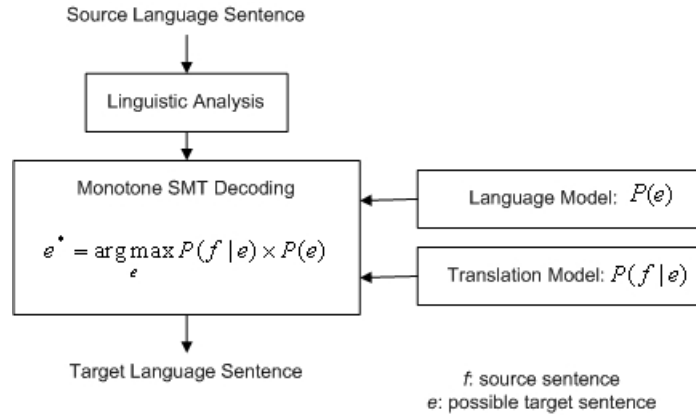 Source Language Sentence
Linguistic Analysis
Monotone SMT Decoding
e* = arg max P(f | e) × P(e)
e
Language Model: P(e)
Translation Model: P(f | e)
Target Language Sentence
f: source sentence
e: possible target sentence